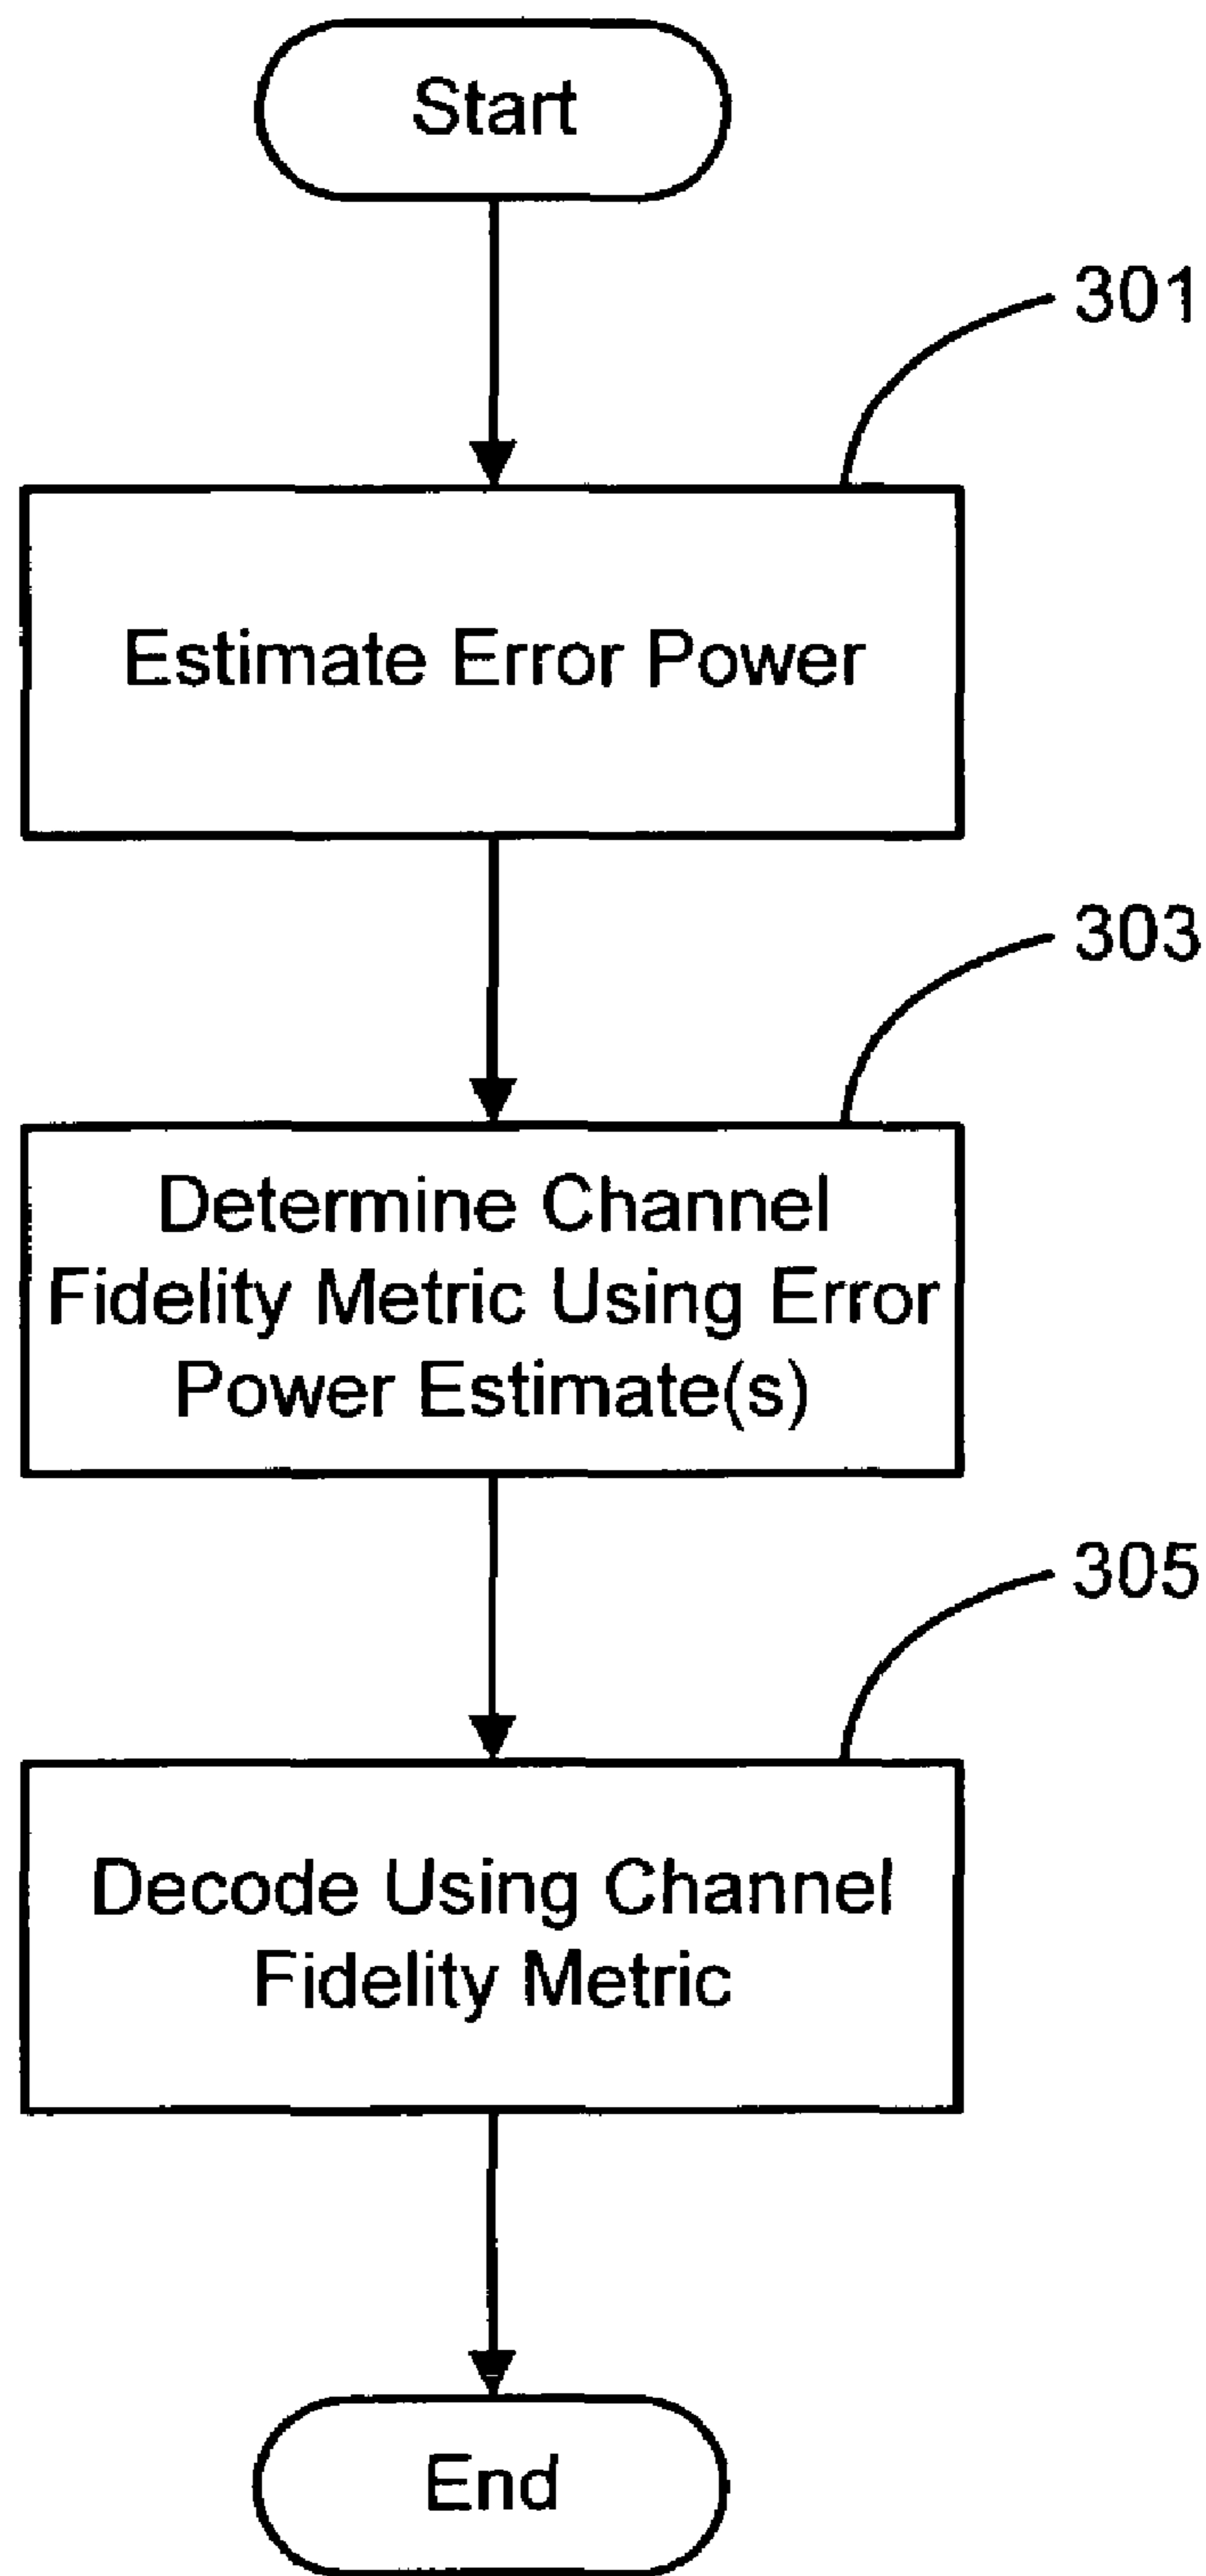 Start
301
Estimate Error Power
303
Determine Channel
Fidelity Metric Using Error
Power Estimate(s)
305
Decode Using Channel
Fidelity Metric
End